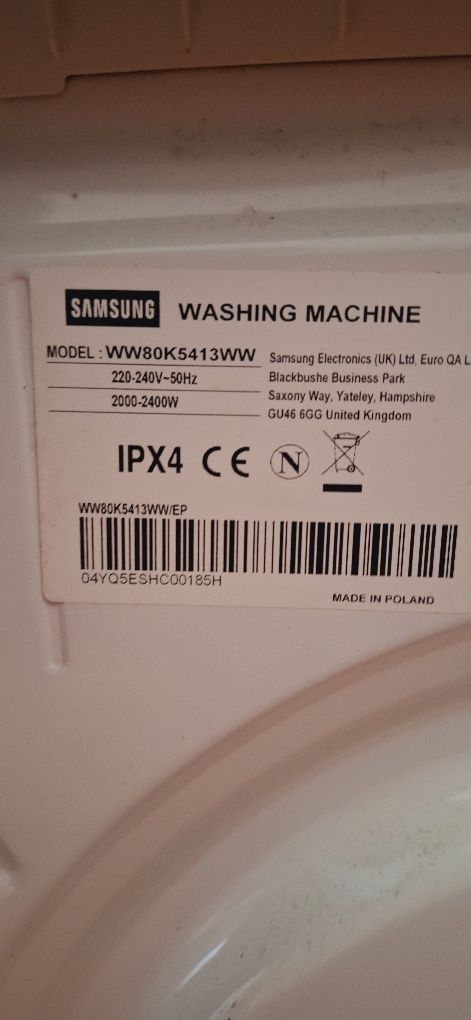 SAMSUNG WASHING MACHINE
MODEL : WW80K5413WW
220-240V~50Hz
2000-2400W
Samsung Electronics (UK) Ltd, Euro QA L
Blackbushe Business Park
Saxony Way, Yateley, Hampshire
GU46 6GG United Kingdom
IPX4 CE N
WW80K5413WW/EP
04YQ5ESHC00185H
MADE IN POLAND